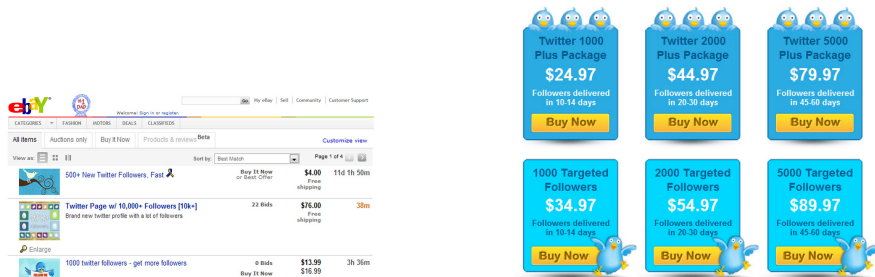 ebaY
#1 DAD
Welcome! Sign in or register.
Go My eBay | Sell | Community | Customer Support
CATEGORIES FASHION MOTORS DEALS CLASSIFIEDS
All items Auctions only Buy It Now Products & reviews Beta Customize view
View as: Sort by: Best Match Page 1 of 4
500+ New Twitter Followers, Fast Buy It Now $4.00 11d 1h 50m
or Best Offer Free
shipping
Twitter Page w/ 10,000+ Followers [10k+] 22 Bids $76.00 38m
Brand new twitter profile with a lot of followers Free
shipping
Enlarge
1000 twitter followers - get more followers 0 Bids $13.99 3h 36m
Buy It Now $16.99
Twitter 1000
Plus Package
$24.97
Followers delivered
in 10-14 days
Buy Now
Twitter 2000
Plus Package
$44.97
Followers delivered
in 20-30 days
Buy Now
Twitter 5000
Plus Package
$79.97
Followers delivered
in 45-60 days
Buy Now
1000 Targeted
Followers
$34.97
Followers delivered
in 10-14 days
Buy Now
2000 Targeted
Followers
$54.97
Followers delivered
in 20-30 days
Buy Now
5000 Targeted
Followers
$89.97
Followers delivered
in 45-60 days
Buy Now